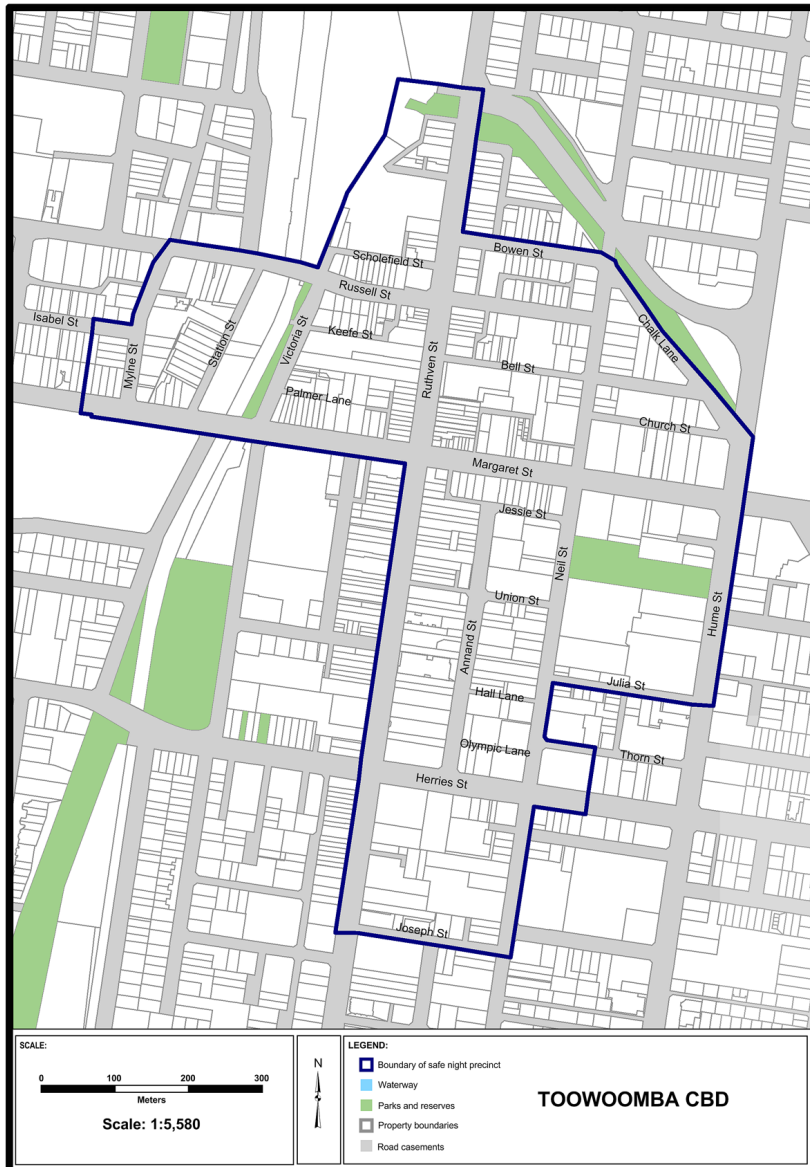 Scholefield St
Bowen St
Russell St
Isabel St
Mylne St
Station St
Victoria St
Keefe St
Ruthven St
Chalk Lane
Bell St
Palmer Lane
Church St
Margaret St
Jessie St
Neil St
Union St
Hume St
Annand St
Julia St
Hall Lane
Olympic Lane
Thorn St
Herries St
Joseph St
SCALE:
0 100 200 300
Meters
Scale: 1:5,580
N
LEGEND:
Boundary of safe night precinct
Waterway
Parks and reserves
Property boundaries
Road casements
TOOWOOMBA CBD